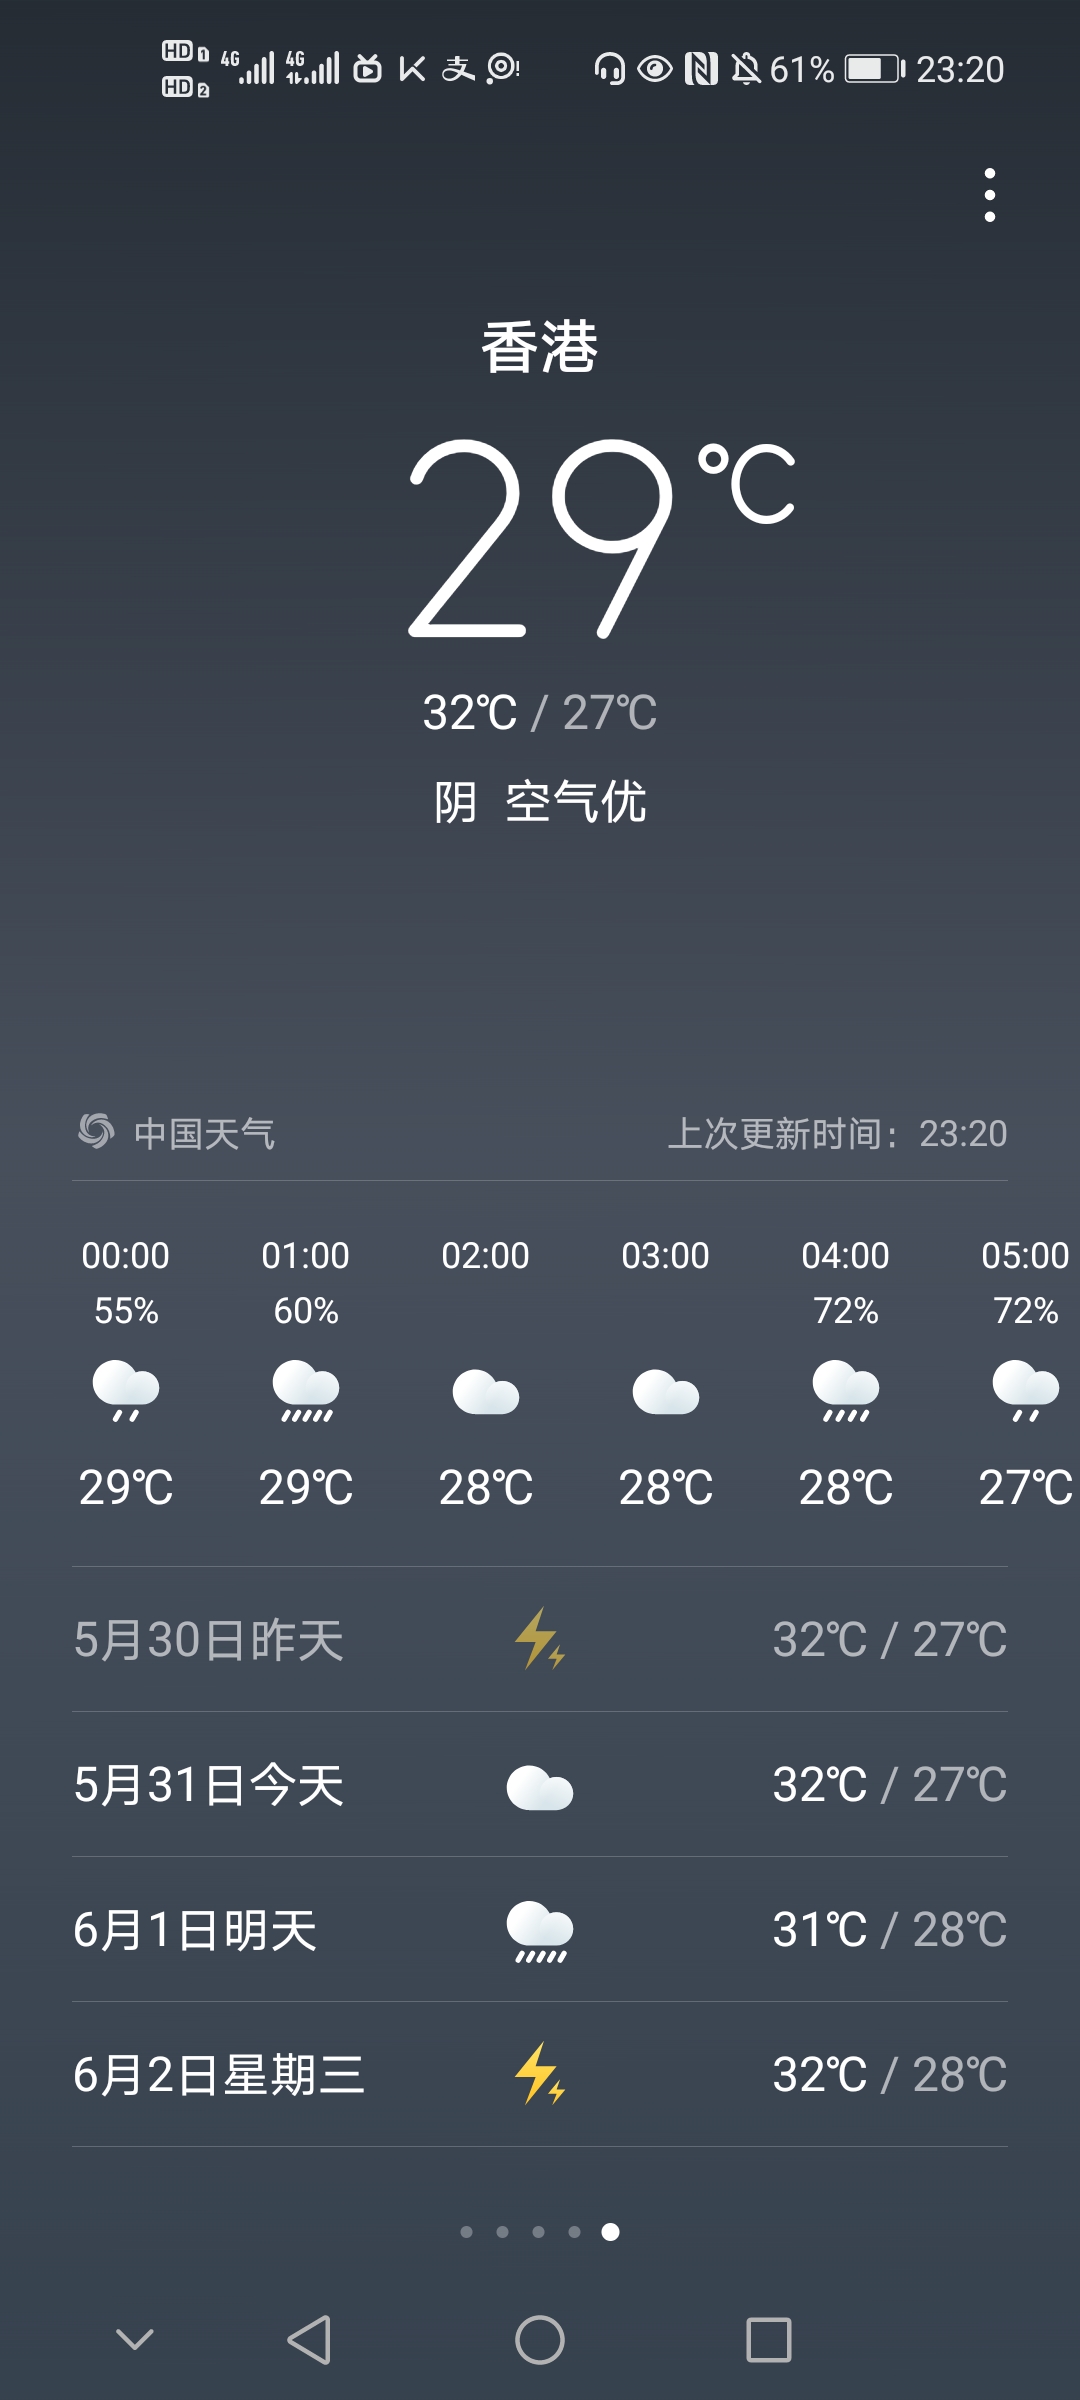 HD 1 4G 4G 61% 23:20
HD 2
香港
29℃
32℃ / 27℃
阴 空气优
中国天气 上次更新时间：23:20
00:00 01:00 02:00 03:00 04:00 05:00
55% 60% 72% 72%
29℃ 29℃ 28℃ 28℃ 28℃ 27℃
5月30日昨天 32℃ / 27℃
5月31日今天 32℃ / 27℃
6月1日明天 31℃ / 28℃
6月2日星期三 32℃ / 28℃